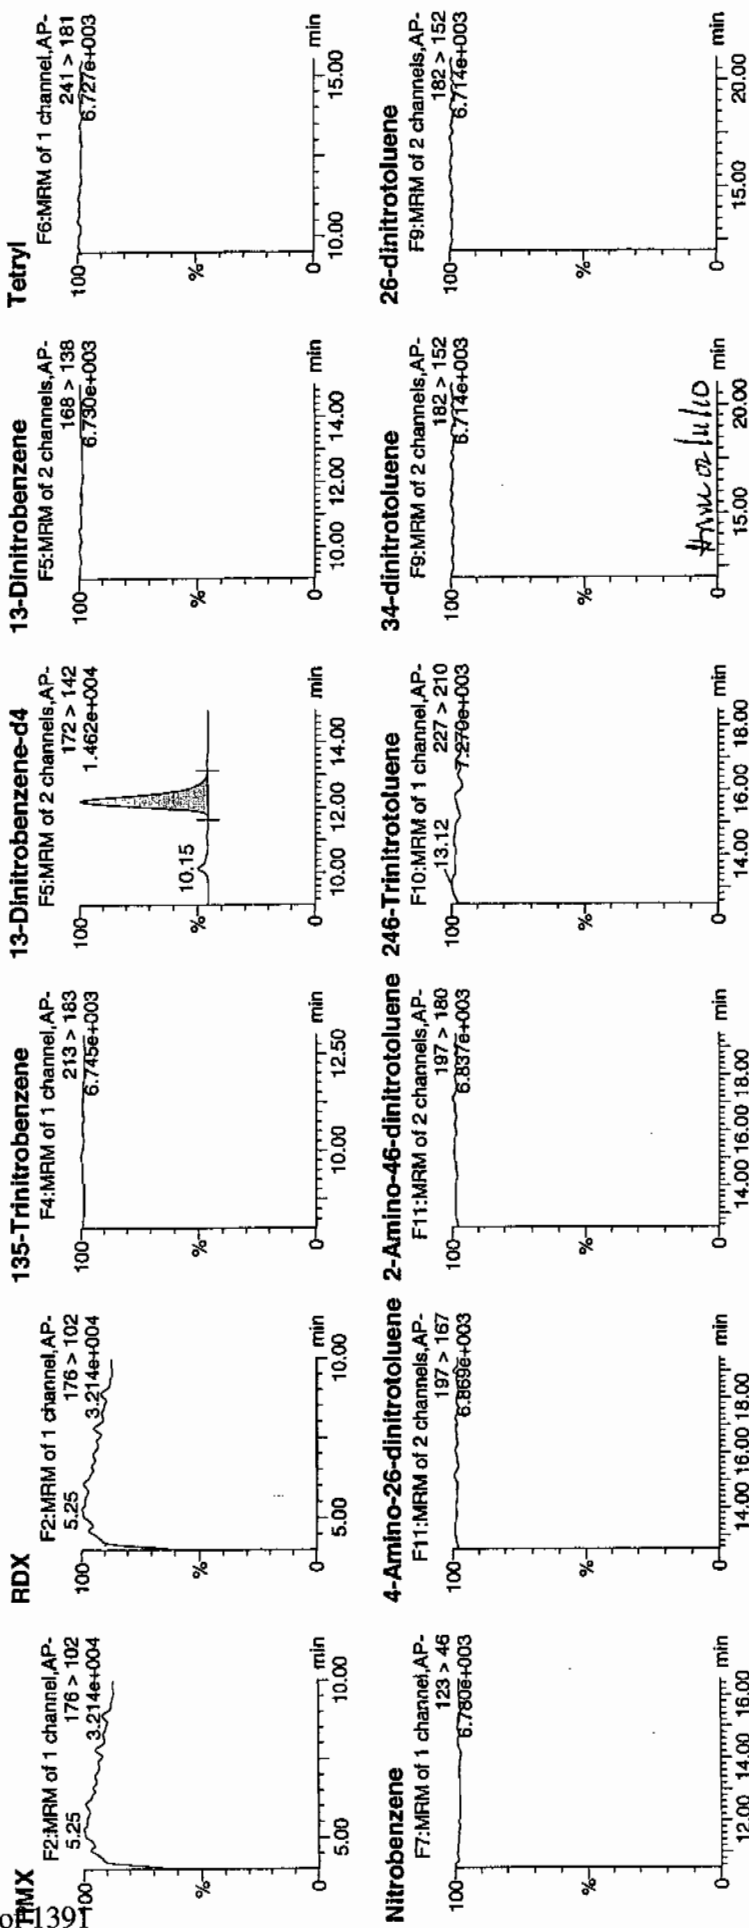 HMX
F2:MRM of 1 channel,AP-
176 > 102
3.214e+004
5.25
100
%
0
5.00
10.00
min
RDX
F2:MRM of 1 channel,AP-
176 > 102
3.214e+004
5.25
100
%
0
5.00
10.00
min
135-Trinitrobenzene
F4:MRM of 1 channel,AP-
213 > 183
6.745e+003
100
%
0
10.00
12.50
min
13-Dinitrobenzene-d4
F5:MRM of 2 channels,AP-
172 > 142
1.462e+004
100
10.15
%
0
10.00
12.00
14.00
min
13-Dinitrobenzene
F5:MRM of 2 channels,AP-
168 > 138
6.730e+003
100
%
0
10.00
12.00
14.00
min
Tetryl
F6:MRM of 1 channel,AP-
241 > 181
6.727e+003
100
%
0
10.00
15.00
min
Nitrobenzene
F7:MRM of 1 channel,AP-
123 > 46
6.780e+003
100
%
0
12.00
14.00
16.00
min
4-Amino-26-dinitrotoluene
F11:MRM of 2 channels,AP-
197 > 167
6.869e+003
100
%
0
14.00
16.00
18.00
min
2-Amino-46-dinitrotoluene
F11:MRM of 2 channels,AP-
197 > 180
6.837e+003
100
%
0
14.00
16.00
18.00
min
246-Trinitrotoluene
F10:MRM of 1 channel,AP-
227 > 210
7.270e+003
13.12
100
%
0
14.00
16.00
18.00
min
34-dinitrotoluene
F9:MRM of 2 channels,AP-
182 > 152
6.714e+003
100
%
0
15.00
20.00
min
26-dinitrotoluene
F9:MRM of 2 channels,AP-
182 > 152
6.714e+003
100
%
0
15.00
20.00
min
of 1391